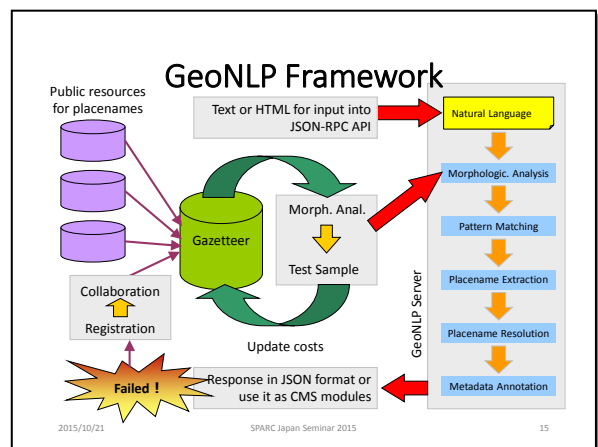 GeoNLP Framework
Public resources
for placenames
Text or HTML for input into
JSON-RPC API
Natural Language
Morphologic. Analysis
Pattern Matching
Placename Extraction
Placename Resolution
Metadata Annotation
GeoNLP Server
Gazetteer
Morph. Anal.
Test Sample
Collaboration
Registration
Update costs
Failed！
Response in JSON format or
use it as CMS modules
2015/10/21
SPARC Japan Seminar 2015
15